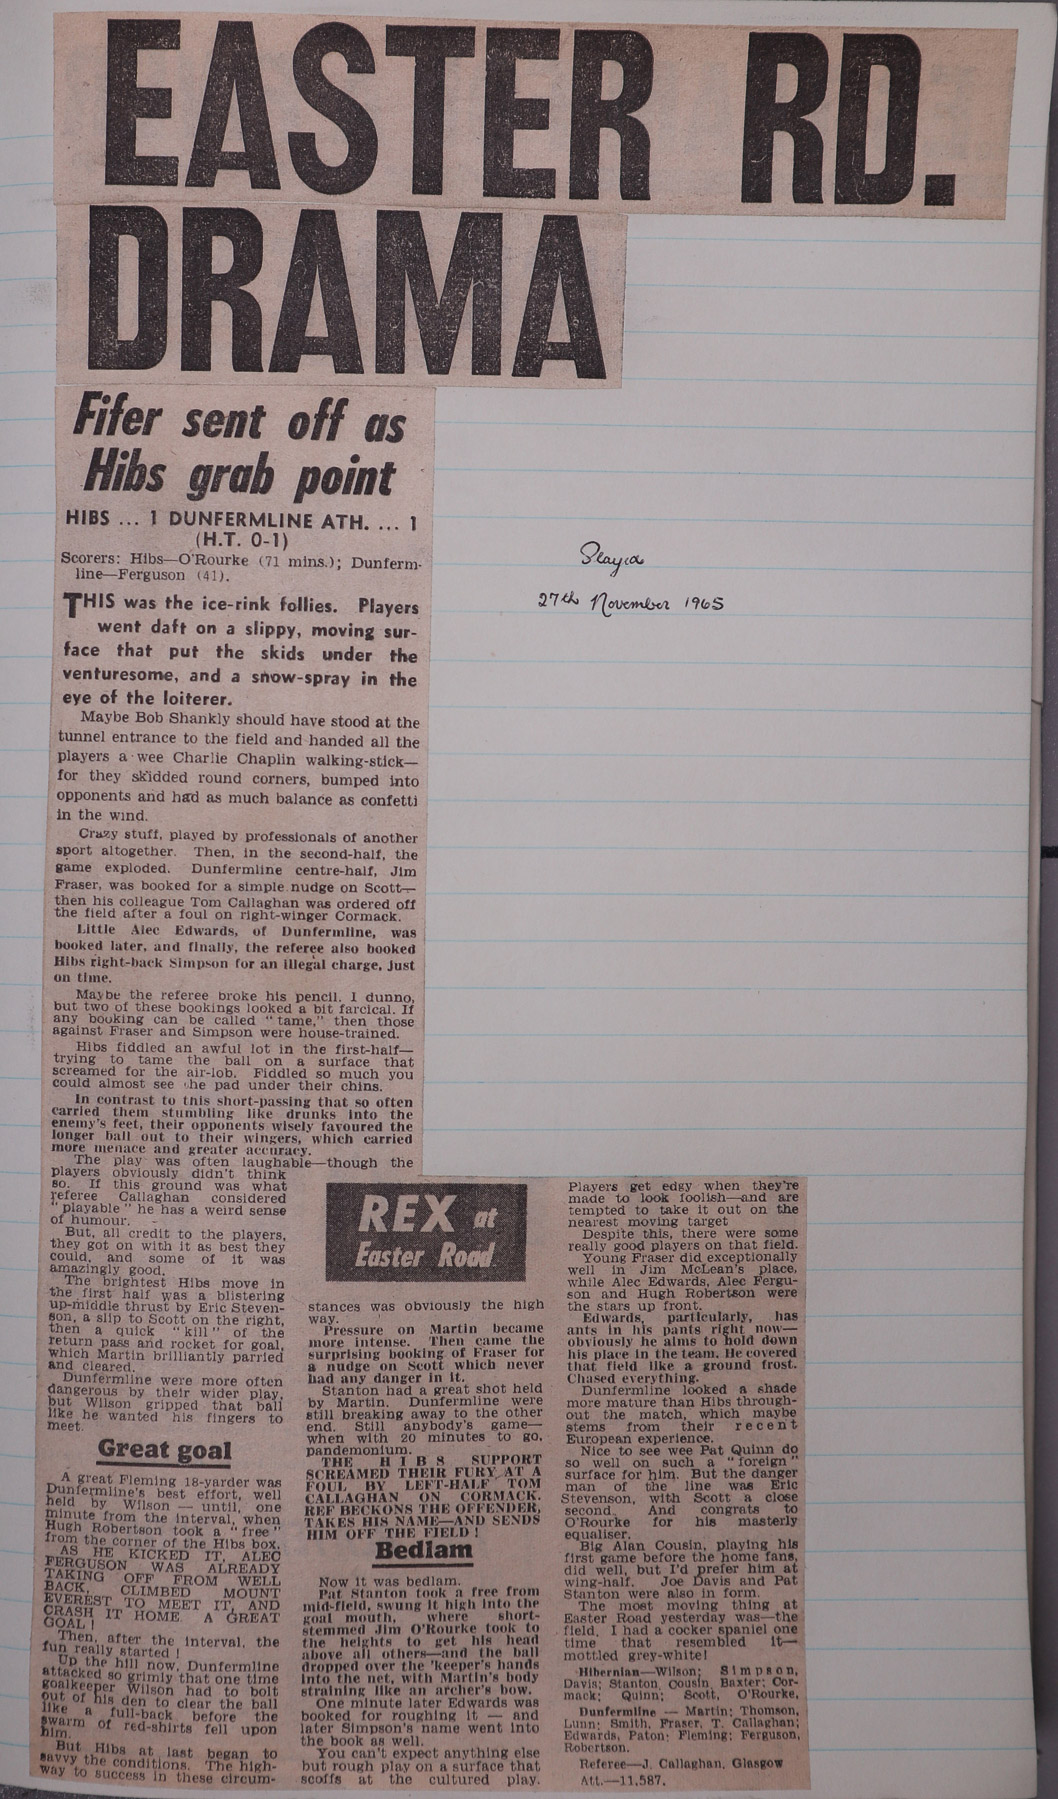 EASTER RD.
DRAMA
Fifer sent off as
Hibs grab point
HIBS ... 1 DUNFERMLINE ATH. ... 1
(H.T. 0-1)
Scorers: Hibs—O'Rourke (71 mins.); Dunferm-
line—Ferguson (41).
THIS was the ice-rink follies. Players
went daft on a slippy, moving sur-
face that put the skids under the
venturesome, and a snow-spray in the
eye of the loiterer.
Maybe Bob Shankly should have stood at the
tunnel entrance to the field and handed all the
players a wee Charlie Chaplin walking-stick—
for they skidded round corners, bumped into
opponents and had as much balance as confetti
in the wind.
Crazy stuff, played by professionals of another
sport altogether. Then, in the second-half, the
game exploded. Dunfermline centre-half, Jim
Fraser, was booked for a simple nudge on Scott—
then his colleague Tom Callaghan was ordered off
the field after a foul on right-winger Cormack.
Little Alec Edwards, of Dunfermline, was
booked later, and finally, the referee also booked
Hibs right-back Simpson for an illegal charge, just
on time.
Maybe the referee broke his pencil. I dunno,
but two of these bookings looked a bit farcical. If
any booking can be called "tame," then those
against Fraser and Simpson were house-trained.
Hibs fiddled an awful lot in the first-half—
trying to tame the ball on a surface that
screamed for the air-lob. Fiddled so much you
could almost see the pad under their chins.
In contrast to this short-passing that so often
carried them stumbling like drunks into the
enemy's feet, their opponents wisely favoured the
longer ball out to their wingers, which carried
more menace and greater accuracy.
The play was often laughable—though the
players obviously didn't think
so. If this ground was what
referee Callaghan considered
"playable" he has a weird sense
of humour.
But, all credit to the players,
they got on with it as best they
could, and some of it was
amazingly good.
The brightest Hibs move in
the first half was a blistering
up-middle thrust by Eric Steven-
son, a slip to Scott on the right,
then a quick "kill" of the
return pass and rocket for goal,
which Martin brilliantly parried
and cleared.
Dunfermline were more often
dangerous by their wider play,
but Wilson gripped that ball
like he wanted his fingers to
meet.
Great goal
A great Fleming 18-yarder was
Dunfermline's best effort, well
held by Wilson — until, one
minute from the interval, when
Hugh Robertson took a "free"
from the corner of the Hibs box.
AS HE KICKED IT, ALEC
FERGUSON WAS ALREADY
TAKING OFF FROM WELL
BACK, CLIMBED MOUNT
EVEREST TO MEET IT, AND
CRASH IT HOME. A GREAT
GOAL!
Then, after the interval, the
fun really started!
Up the hill now, Dunfermline
attacked so grimly that one time
goalkeeper Wilson had to bolt
out of his den to clear the ball
like a full-back before the
swarm of red-shirts fell upon
him.
But Hibs at last began to
savvy the conditions. The high-
way to success in these circum-
REX at
Easter Road
stances was obviously the high
way.
Pressure on Martin became
more intense. Then came the
surprising booking of Fraser for
a nudge on Scott which never
had any danger in it.
Stanton had a great shot held
by Martin. Dunfermline were
still breaking away to the other
end. Still anybody's game—
when with 20 minutes to go,
pandemonium.
THE HIBS SUPPORT
SCREAMED THEIR FURY AT A
FOUL BY LEFT-HALF TOM
CALLAGHAN ON CORMACK.
REF BECKONS THE OFFENDER,
TAKES HIS NAME—AND SENDS
HIM OFF THE FIELD!
Bedlam
Now it was bedlam.
Pat Stanton took a free from
mid-field, swung it high into the
goal mouth, where short-
stemmed Jim O'Rourke took to
the heights to get his head
above all others—and the ball
dropped over the 'keeper's hands
into the net, with Martin's body
straining like an archer's bow.
One minute later Edwards was
booked for roughing it — and
later Simpson's name went into
the book as well.
You can't expect anything else
but rough play on a surface that
scoffs at the cultured play.
Players get edgy when they're
made to look foolish—and are
tempted to take it out on the
nearest moving target
Despite this, there were some
really good players on that field.
Young Fraser did exceptionally
well in Jim McLean's place,
while Alec Edwards, Alec Fergu-
son and Hugh Robertson were
the stars up front.
Edwards, particularly, has
ants in his pants right now—
obviously he aims to hold down
his place in the team. He covered
that field like a ground frost.
Chased everything.
Dunfermline looked a shade
more mature than Hibs through-
out the match, which maybe
stems from their recent
European experience.
Nice to see wee Pat Quinn do
so well on such a "foreign"
surface for him. But the danger
man of the line was Eric
Stevenson, with Scott a close
second. And congrats to
O'Rourke for his masterly
equaliser.
Big Alan Cousin, playing his
first game before the home fans,
did well, but I'd prefer him at
wing-half. Joe Davis and Pat
Stanton were also in form.
The most moving thing at
Easter Road yesterday was—the
field. I had a cocker spaniel one
time that resembled it—
mottled grey-white!
Hibernian—Wilson; Simpson,
Davis; Stanton, Cousin, Baxter; Cor-
mack; Quinn; Scott, O'Rourke,
Dunfermline — Martin; Thomson,
Lunn; Smith, Fraser, T. Callaghan;
Edwards, Paton; Fleming; Ferguson,
Robertson.
Referee—J. Callaghan, Glasgow
Att.—11,587.
Played
27th November 1965